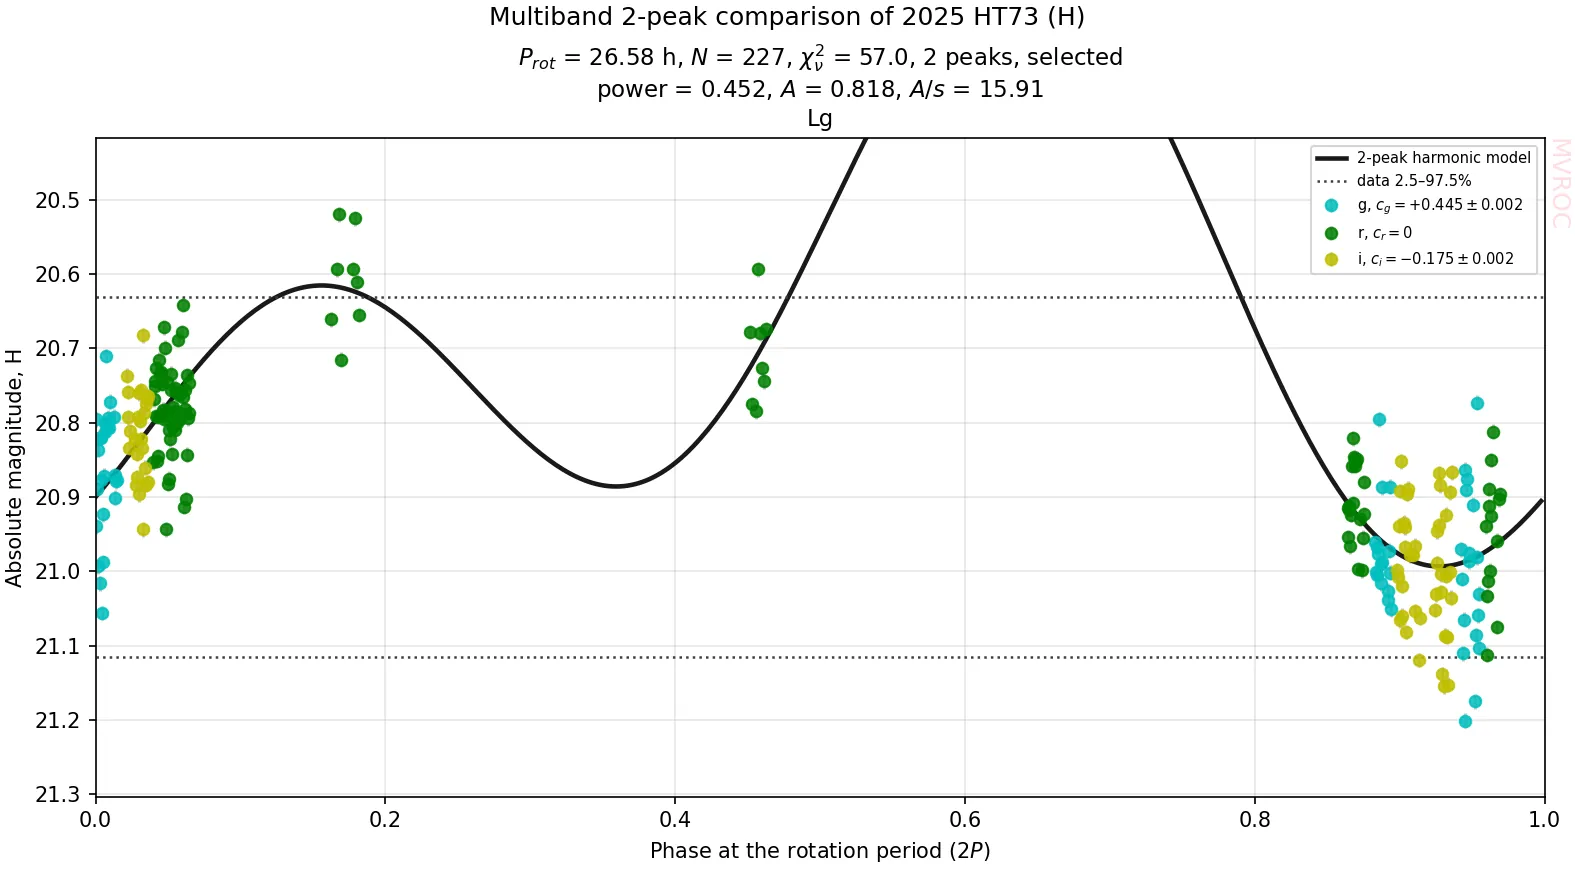 Multiband 2-peak comparison of 2025 HT73 (H)
P_rot = 26.58 h, N = 227, χ²_ν = 57.0, 2 peaks, selected
power = 0.452, A = 0.818, A/s = 15.91
Lg
2-peak harmonic model
data 2.5–97.5%
g, c_g = +0.445 ± 0.002
r, c_r = 0
i, c_i = −0.175 ± 0.002
MVROC
Absolute magnitude, H
20.5
20.6
20.7
20.8
20.9
21.0
21.1
21.2
21.3
0.0 0.2 0.4 0.6 0.8 1.0
Phase at the rotation period (2P)